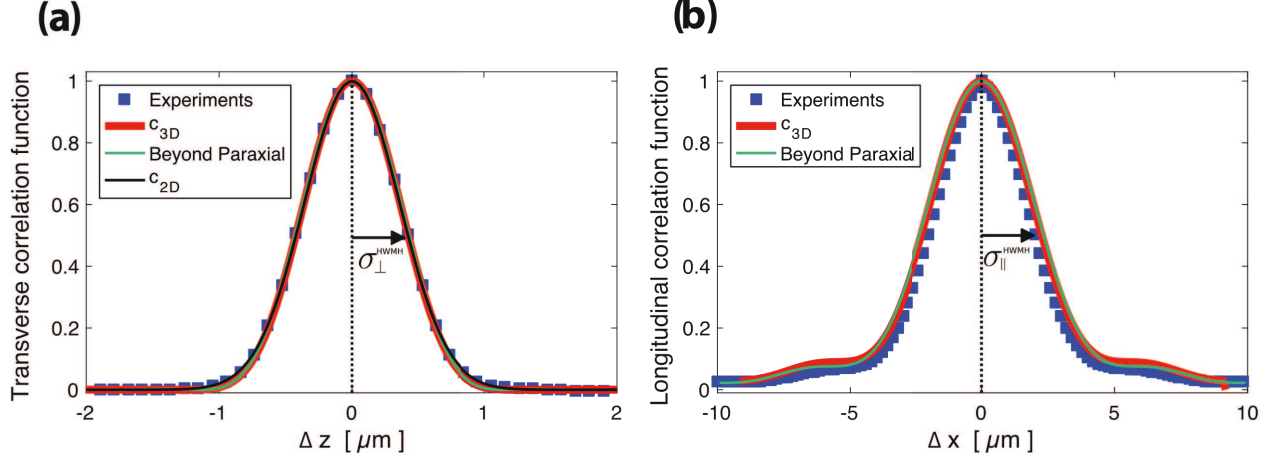 (a)
Transverse correlation function
1
0.8
0.6
0.4
0.2
0
-2
-1
0
1
2
Δ z [ μm ]
Experiments
c3D
Beyond Paraxial
c2D
σ⊥HWMH
(b)
Longitudinal correlation function
1
0.8
0.6
0.4
0.2
0
-10
-5
0
5
10
Δ x [ μm ]
Experiments
c3D
Beyond Paraxial
σ∥HWMH